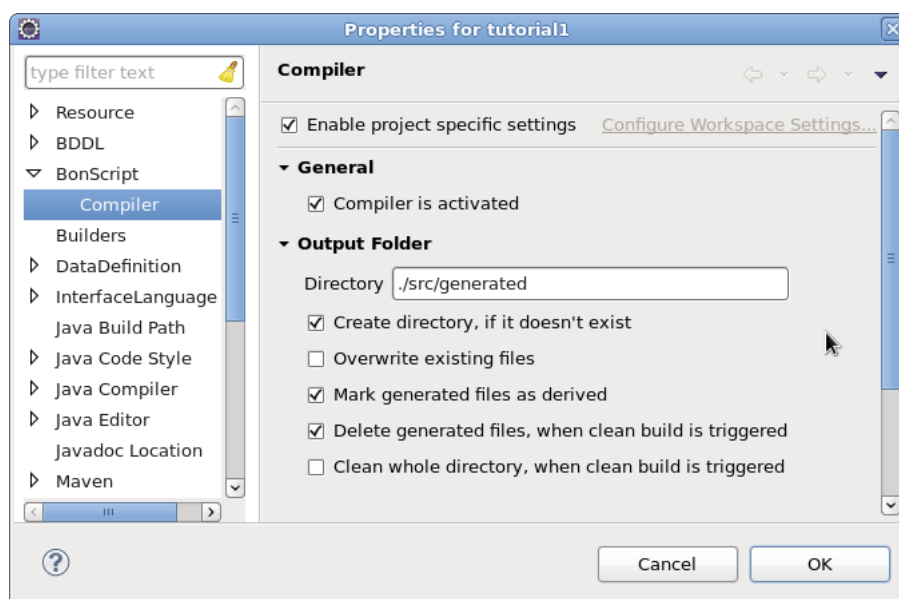 Properties for tutorial1
type filter text
Resource
BDDL
BonScript
Compiler
Builders
DataDefinition
InterfaceLanguage
Java Build Path
Java Code Style
Java Compiler
Java Editor
Javadoc Location
Maven
Compiler
Enable project specific settings
Configure Workspace Settings...
General
Compiler is activated
Output Folder
Directory ./src/generated
Create directory, if it doesn't exist
Overwrite existing files
Mark generated files as derived
Delete generated files, when clean build is triggered
Clean whole directory, when clean build is triggered
?
Cancel
OK